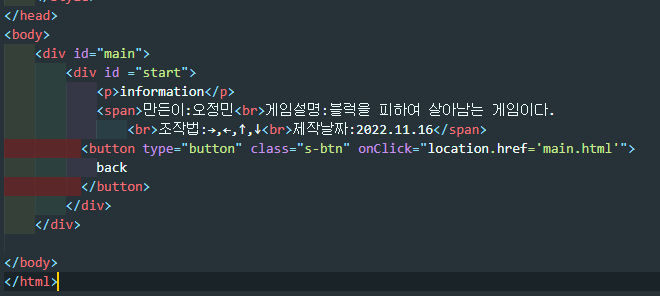 </style>
</head>
<body>
<div id="main">
<div id ="start">
<p>information</p>
<span>만든이:오정민<br>게임설명:블럭을 피하여 살아남는 게임이다.
<br>조작법:→,←,↑,↓<br>제작날짜:2022.11.16</span>
<button type="button" class="s-btn" onClick="location.href='main.html'">
back
</button>
</div>
</div>
</body>
</html>